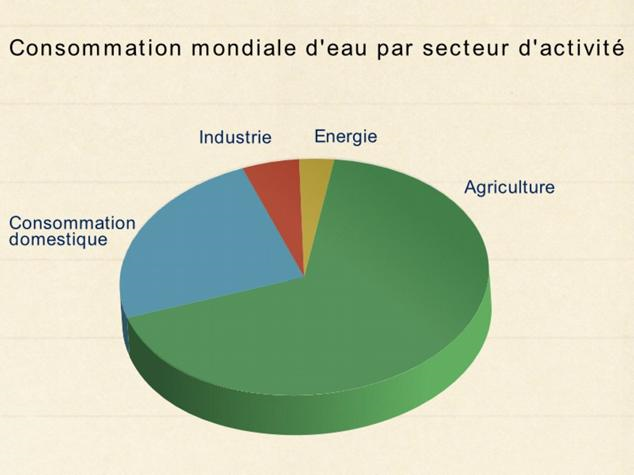 Consommation mondiale d'eau par secteur d'activité
Industrie
Energie
Agriculture
Consommation
domestique